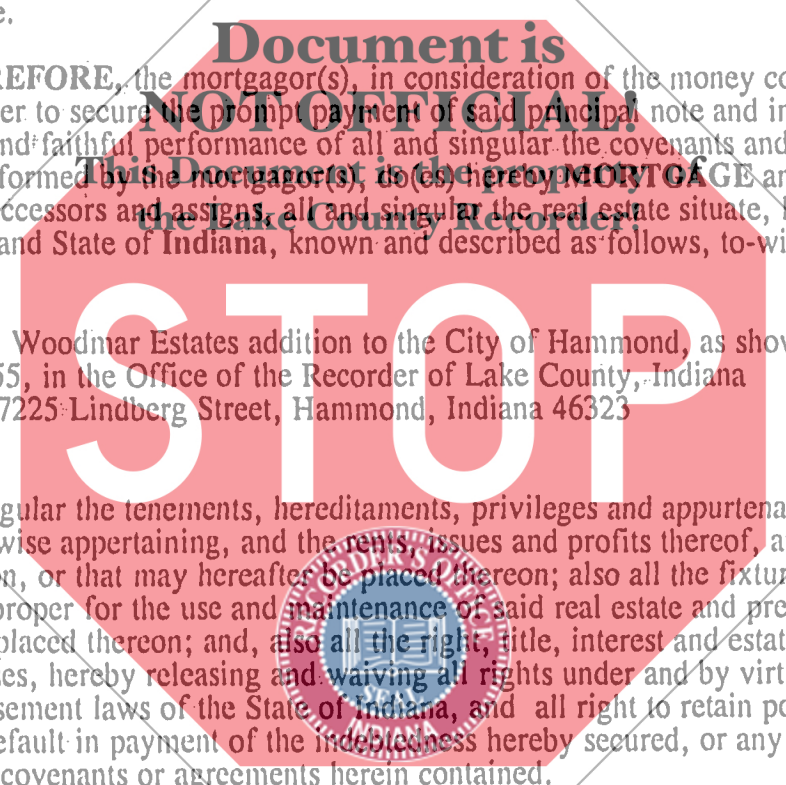 e.
Document is
EFORE, the mortgagor(s), in consideration of the money co
NOT OFFICIAL!
er to secure the prompt payment of said principal note and in
nd faithful performance of all and singular the covenants and
This Document is the property of
formed by the mortgagor(s), do(es) hereby MORTGAGE an
the Lake County Recorder!
ccessors and assigns, all and singular the real estate situate,
and State of Indiana, known and described as follows, to-wi
STOP
Woodmar Estates addition to the City of Hammond, as show
55, in the Office of the Recorder of Lake County, Indiana
7225 Lindberg Street, Hammond, Indiana 46323
gular the tenements, hereditaments, privileges and appurtena
wise appertaining, and the rents, issues and profits thereof, a
n, or that may hereafter be placed thereon; also all the fixtur
RECORDER'S OFFICE
proper for the use and maintenance of said real estate and pre
placed thereon; and, also all the right, title, interest and estat
es, hereby releasing and waiving all rights under and by virt
SEAL
sement laws of the State of Indiana, and all right to retain po
INDIANA
efault in payment of the indebtedness hereby secured, or any
covenants or agreements herein contained.